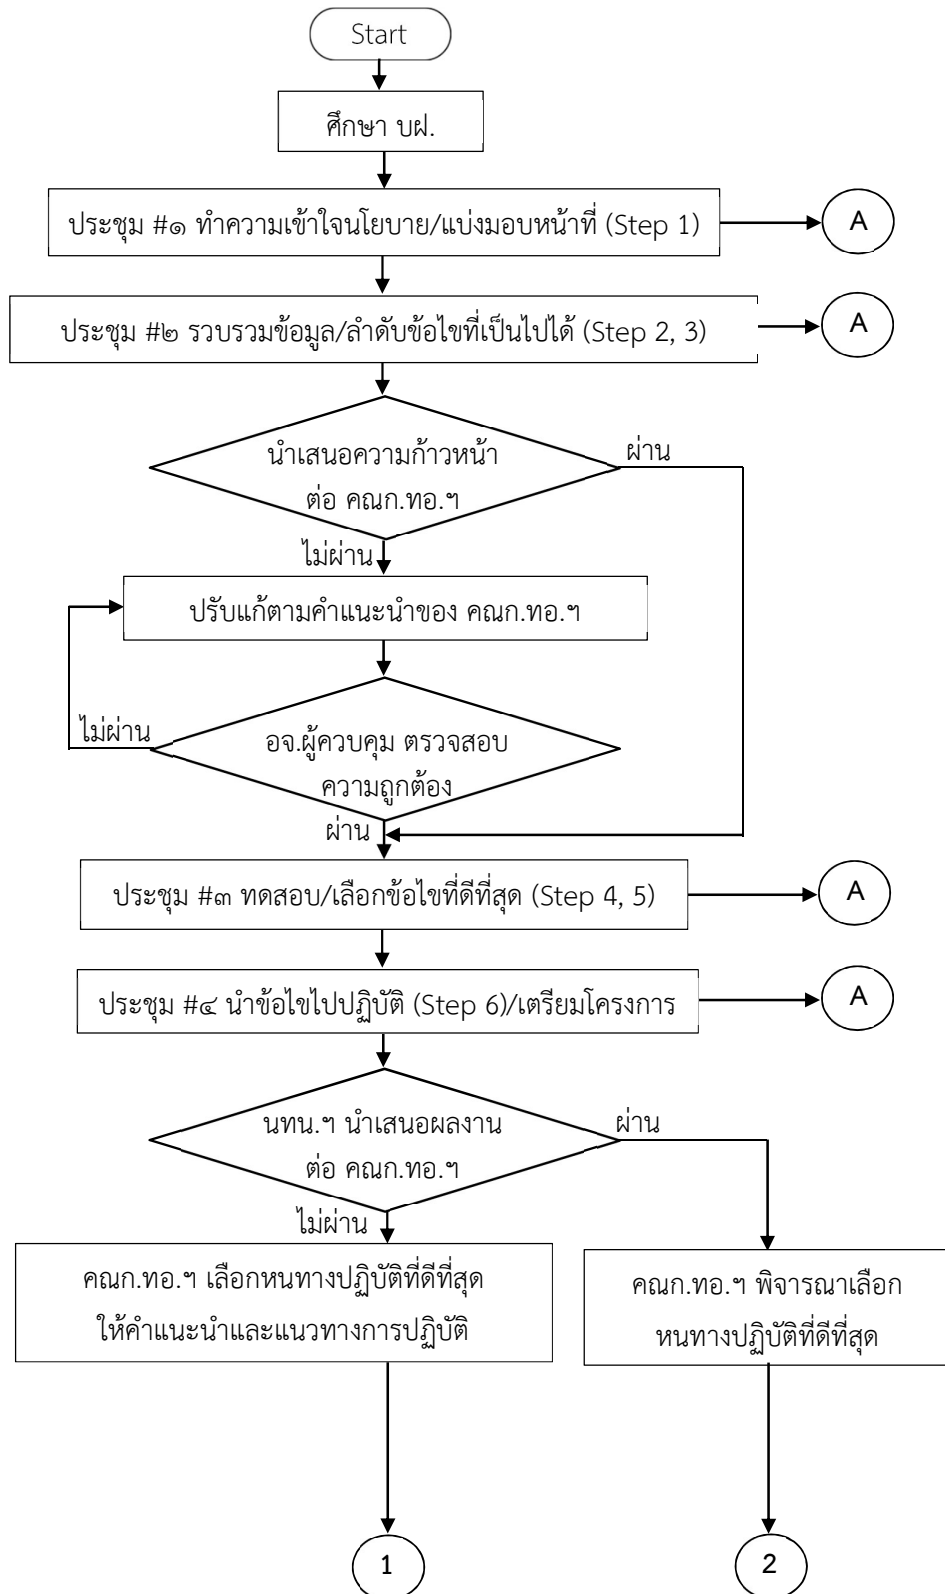 Start
ศึกษา บฝ.
ประชุม #๑ ทำความเข้าใจนโยบาย/แบ่งมอบหน้าที่ (Step 1)
A
ประชุม #๒ รวบรวมข้อมูล/ลำดับข้อไขที่เป็นไปได้ (Step 2, 3)
A
นำเสนอความก้าวหน้า
ต่อ คณก.ทอ.ฯ
ผ่าน
ไม่ผ่าน
ปรับแก้ตามคำแนะนำของ คณก.ทอ.ฯ
ไม่ผ่าน
อจ.ผู้ควบคุม ตรวจสอบ
ความถูกต้อง
ผ่าน
ประชุม #๓ ทดสอบ/เลือกข้อไขที่ดีที่สุด (Step 4, 5)
A
ประชุม #๔ นำข้อไขไปปฏิบัติ (Step 6)/เตรียมโครงการ
A
นทน.ฯ นำเสนอผลงาน
ต่อ คณก.ทอ.ฯ
ผ่าน
ไม่ผ่าน
คณก.ทอ.ฯ เลือกหนทางปฏิบัติที่ดีที่สุด
ให้คำแนะนำและแนวทางการปฏิบัติ
คณก.ทอ.ฯ พิจารณาเลือก
หนทางปฏิบัติที่ดีที่สุด
1
2